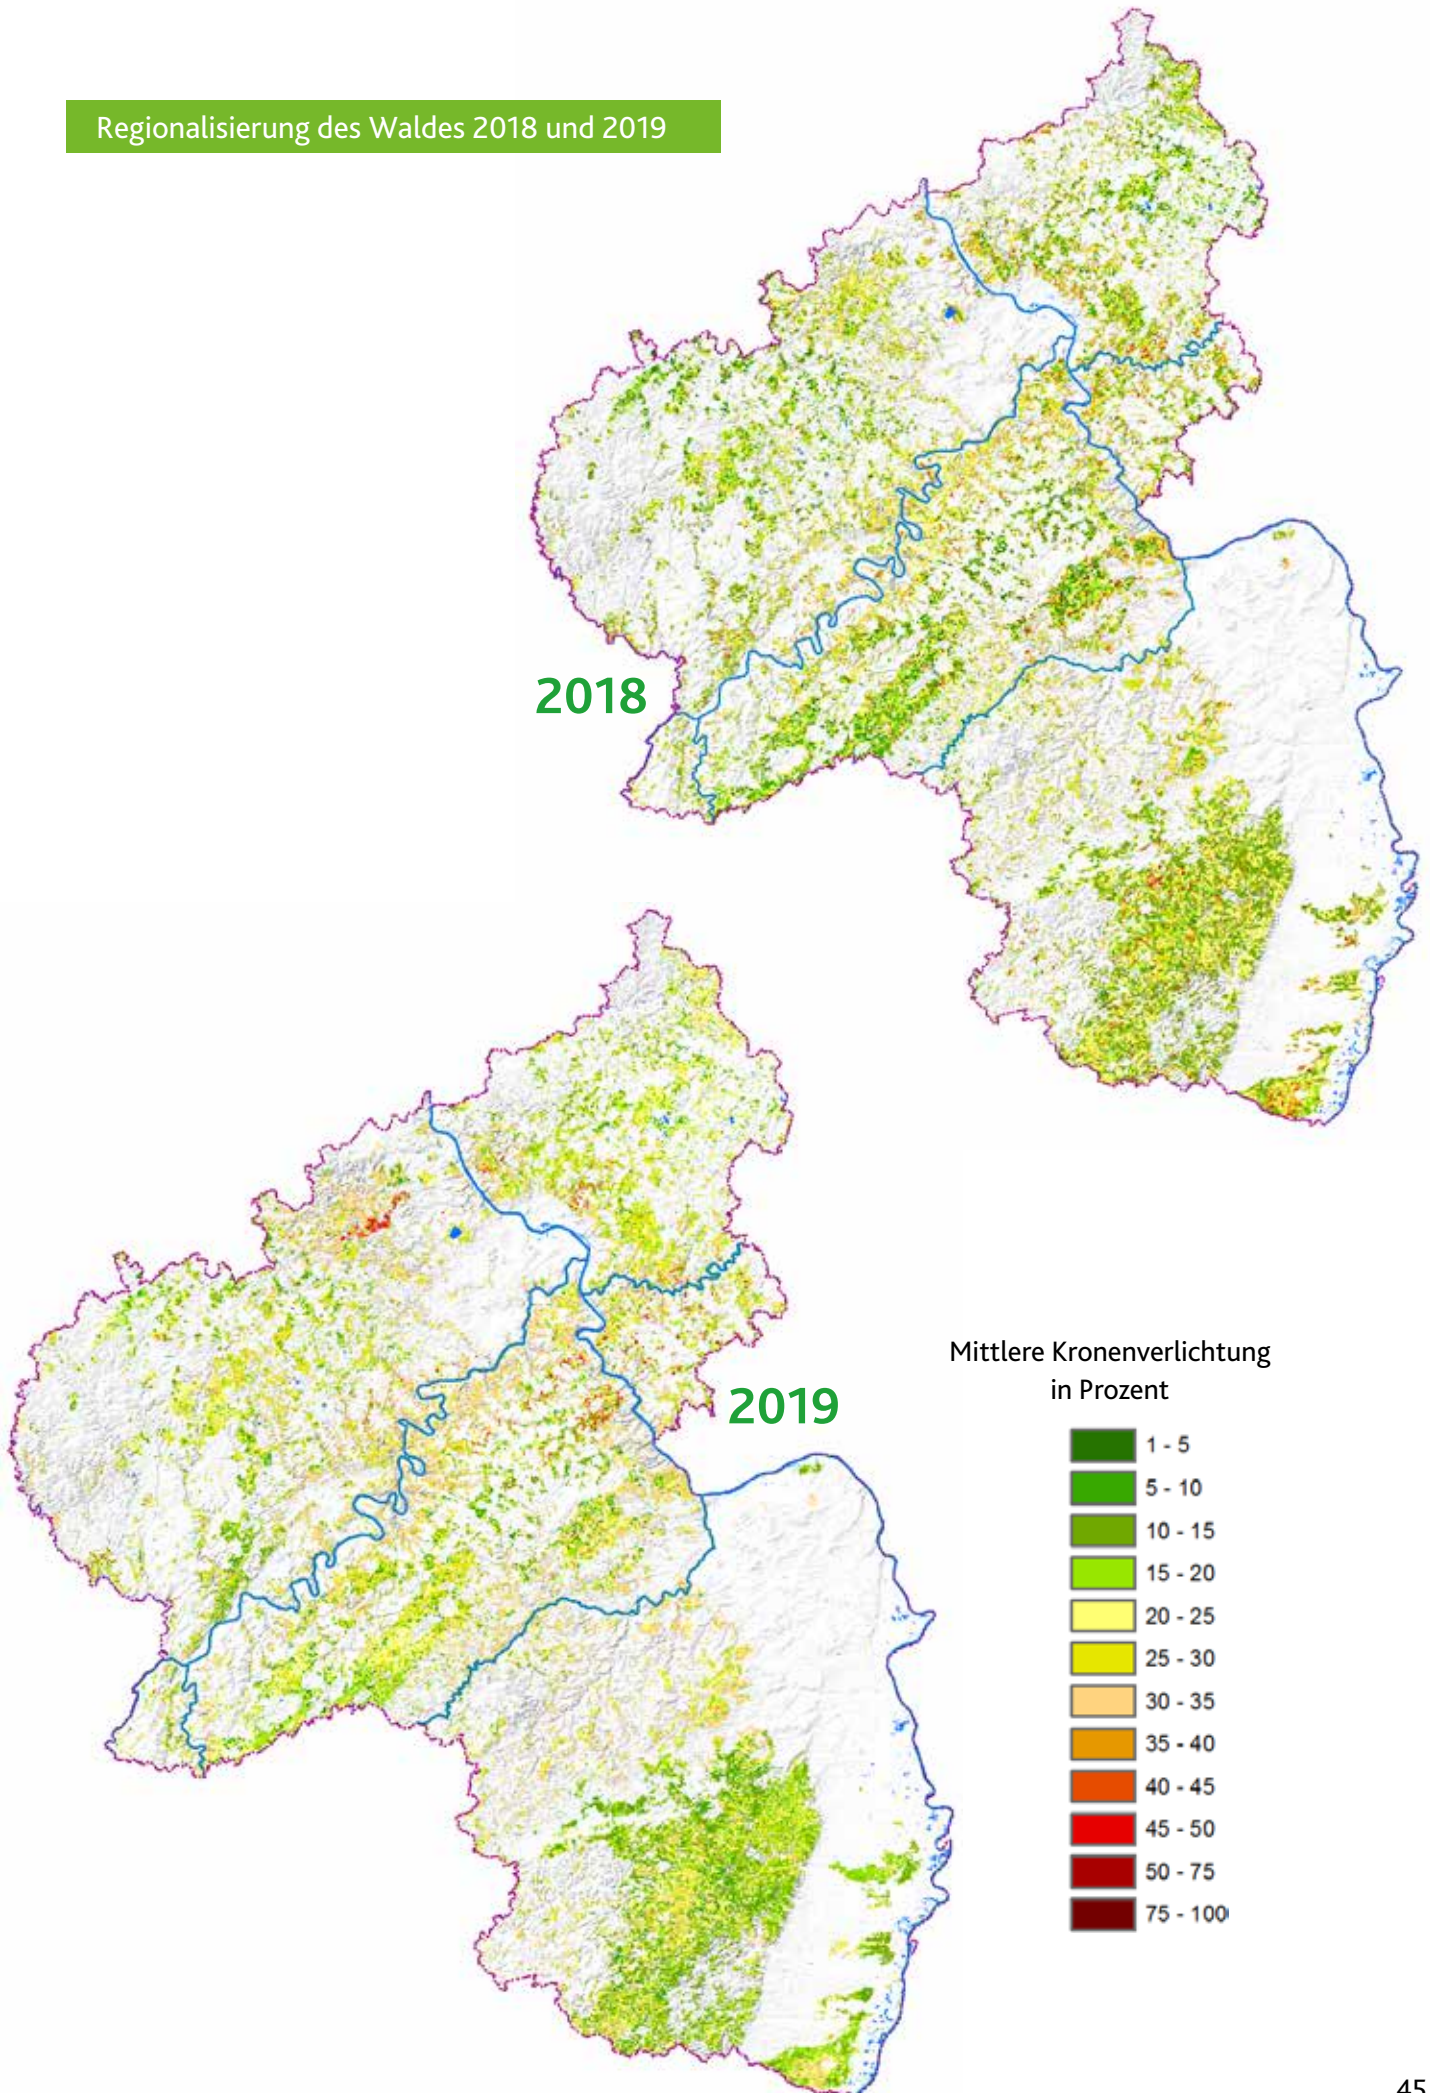 Regionalisierung des Waldes 2018 und 2019
2018
2019
Mittlere Kronenverlichtung
in Prozent
1 - 5
5 - 10
10 - 15
15 - 20
20 - 25
25 - 30
30 - 35
35 - 40
40 - 45
45 - 50
50 - 75
75 - 100
45